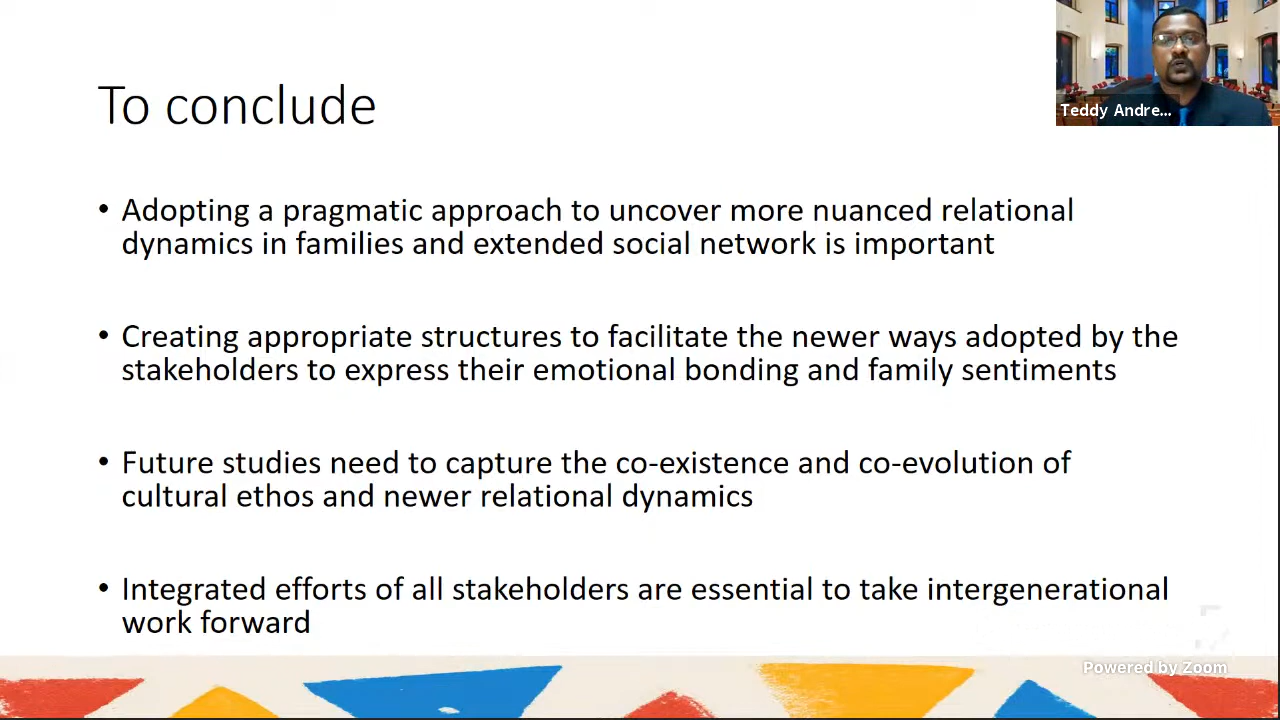 To conclude
Teddy Andre...
• Adopting a pragmatic approach to uncover more nuanced relational
dynamics in families and extended social network is important
• Creating appropriate structures to facilitate the newer ways adopted by the
stakeholders to express their emotional bonding and family sentiments
• Future studies need to capture the co-existence and co-evolution of
cultural ethos and newer relational dynamics
• Integrated efforts of all stakeholders are essential to take intergenerational
work forward
Powered by Zoom